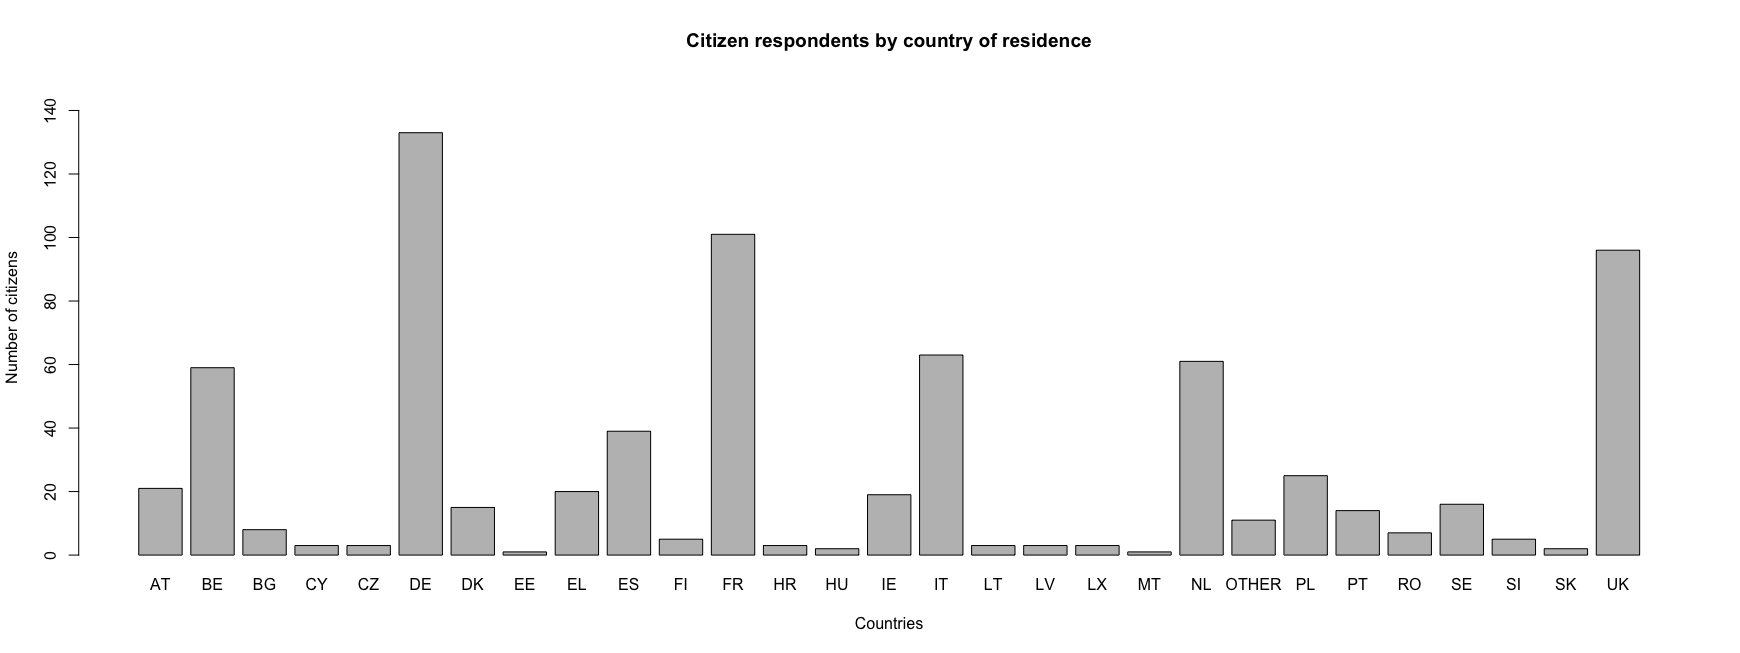 Citizen respondents by country of residence
Number of citizens
140
120
100
80
60
40
20
0
AT BE BG CY CZ DE DK EE EL ES FI FR HR HU IE IT LT LV LX MT NL OTHER PL PT RO SE SI SK UK
Countries